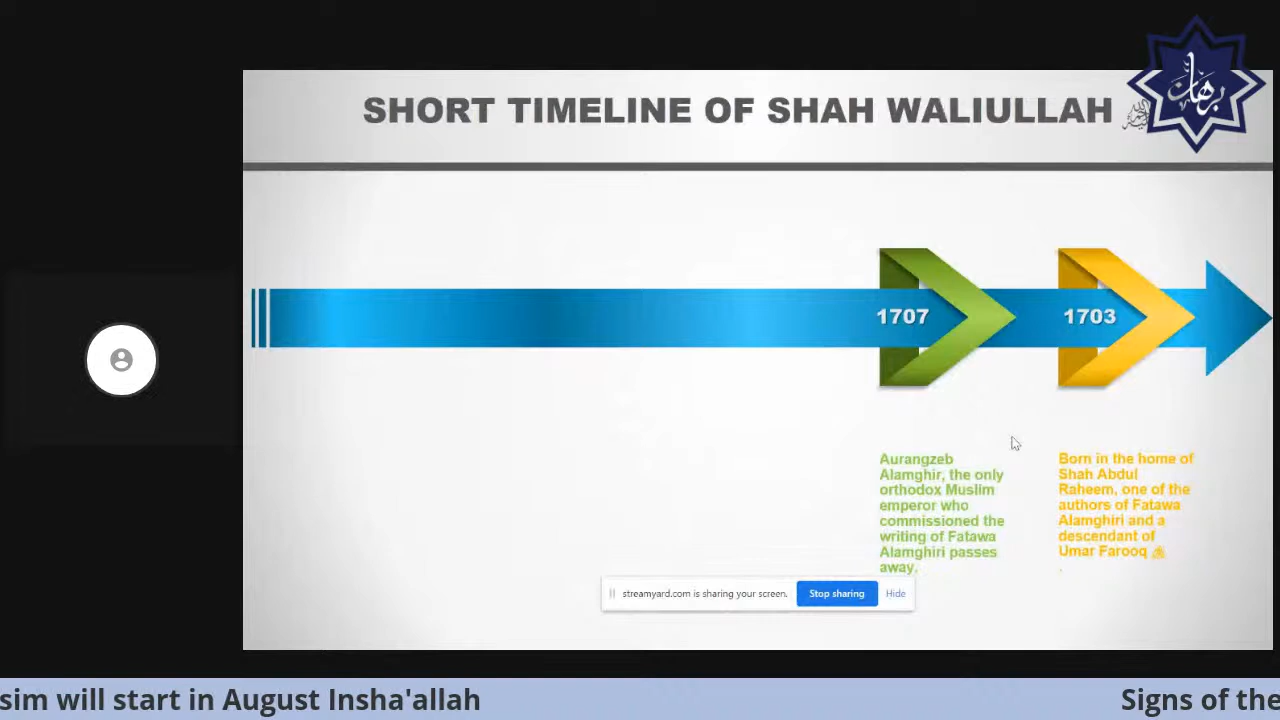 SHORT TIMELINE OF SHAH WALIULLAH
برهان
1707
1703
Aurangzeb
Alamghir, the only
orthodox Muslim
emperor who
commissioned the
writing of Fatawa
Alamghiri passes
away.
Born in the home of
Shah Abdul
Raheem, one of the
authors of Fatawa
Alamghiri and a
descendant of
Umar Farooq
.
streamyard.com is sharing your screen.
Stop sharing
Hide
sim will start in August Insha'allah
Signs of the